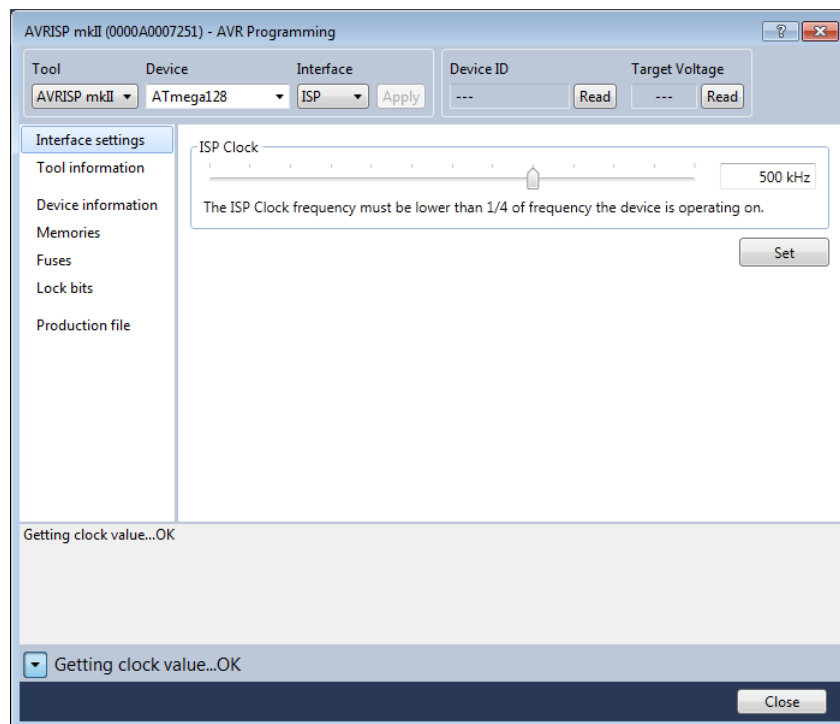 AVRISP mkII (0000A0007251) - AVR Programming
Tool Device Interface Device ID Target Voltage
AVRISP mkII ATmega128 ISP Apply --- Read --- Read
Interface settings
Tool information
Device information
Memories
Fuses
Lock bits
Production file
ISP Clock
500 kHz
The ISP Clock frequency must be lower than 1/4 of frequency the device is operating on.
Set
Getting clock value...OK
Getting clock value...OK
Close